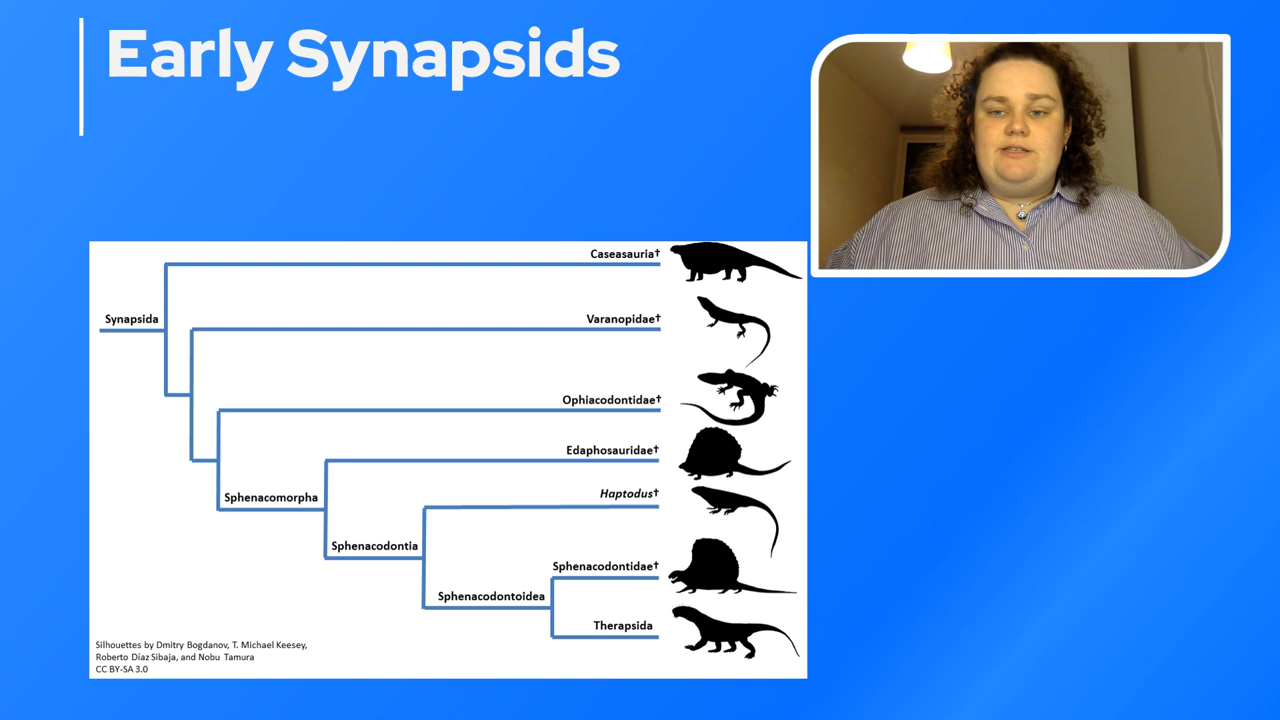 Early Synapsids
Caseasauria†
Synapsida
Varanopidae†
Ophiacodontidae†
Edaphosauridae†
Haptodus†
Sphenacomorpha
Sphenacodontia
Sphenacodontidae†
Sphenacodontoidea
Therapsida
Silhouettes by Dmitry Bogdanov, T. Michael Keesey,
Roberto Díaz Sibaja, and Nobu Tamura
CC BY-SA 3.0